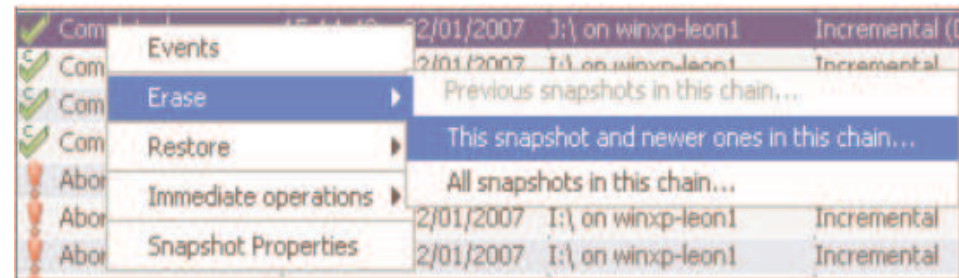 Com 22/01/2007 J:\ on winxp-leon1 Incremental
Events
Com 2/01/2007 I:\ on winxp-leon1 Incremental
Erase
Previous snapshots in this chain...
Com
This snapshot and newer ones in this chain...
Com
Restore
All snapshots in this chain...
Abor
Immediate operations
Abor 2/01/2007 I:\ on winxp-leon1 Incremental
Snapshot Properties
Abor 2/01/2007 I:\ on winxp-leon1 Incremental